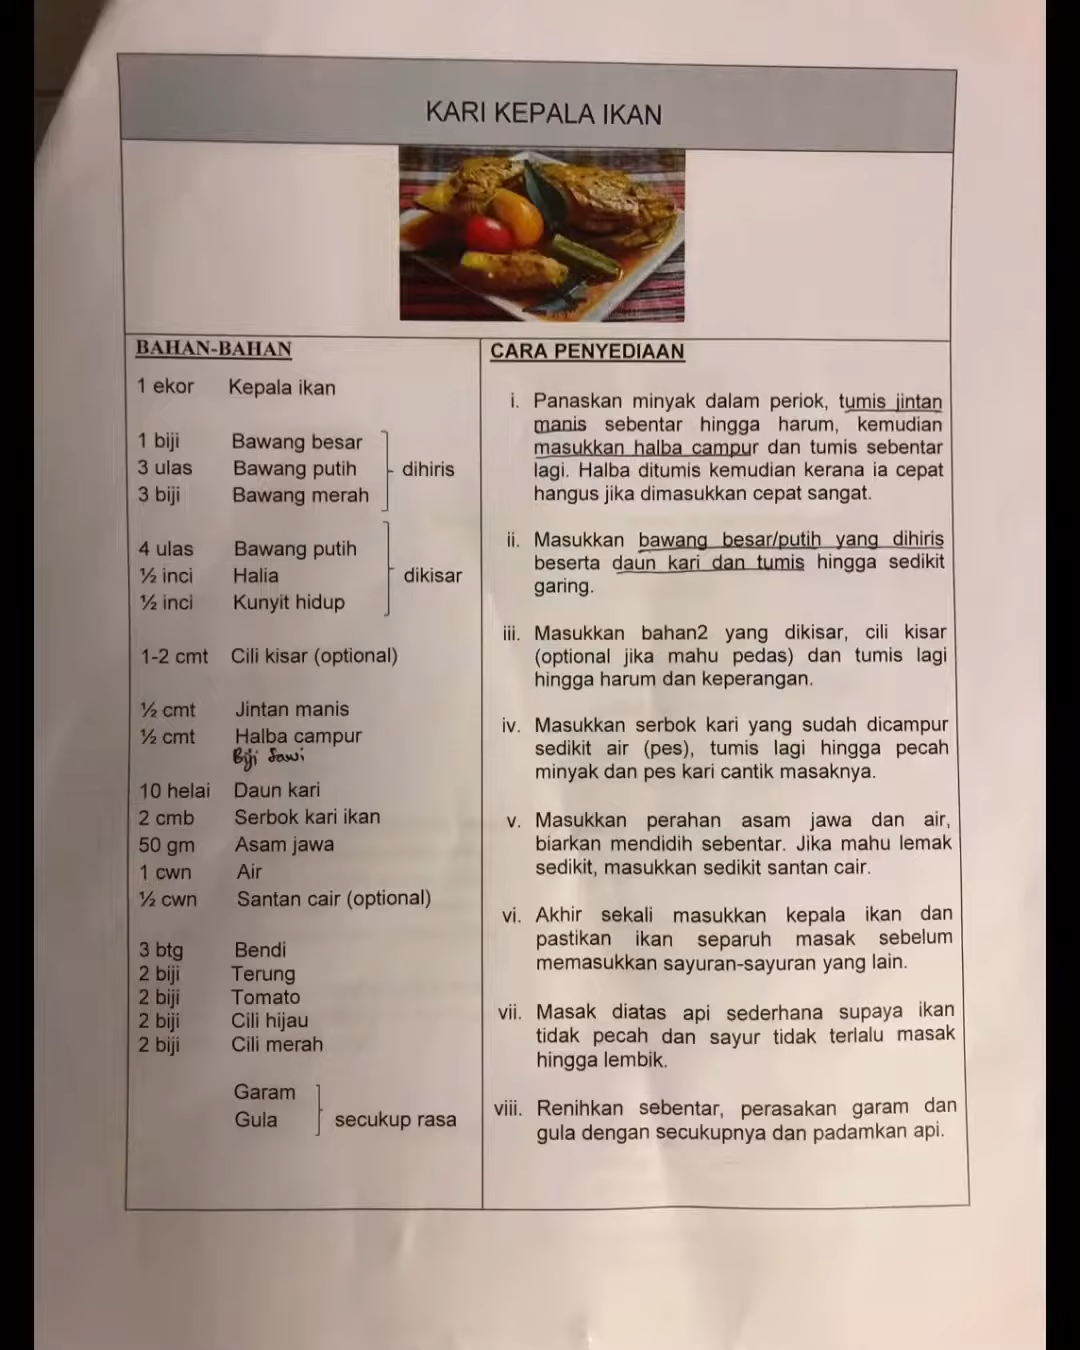 KARI KEPALA IKAN
BAHAN-BAHAN
1 ekor Kepala ikan
1 biji Bawang besar
3 ulas Bawang putih dihiris
3 biji Bawang merah
4 ulas Bawang putih
½ inci Halia dikisar
½ inci Kunyit hidup
1-2 cmt Cili kisar (optional)
½ cmt Jintan manis
½ cmt Halba campur
Biji Sawi
10 helai Daun kari
2 cmb Serbok kari ikan
50 gm Asam jawa
1 cwn Air
½ cwn Santan cair (optional)
3 btg Bendi
2 biji Terung
2 biji Tomato
2 biji Cili hijau
2 biji Cili merah
Garam
Gula secukup rasa
CARA PENYEDIAAN
i. Panaskan minyak dalam periok, tumis jintan
manis sebentar hingga harum, kemudian
masukkan halba campur dan tumis sebentar
lagi. Halba ditumis kemudian kerana ia cepat
hangus jika dimasukkan cepat sangat.
ii. Masukkan bawang besar/putih yang dihiris
beserta daun kari dan tumis hingga sedikit
garing.
iii. Masukkan bahan2 yang dikisar, cili kisar
(optional jika mahu pedas) dan tumis lagi
hingga harum dan keperangan.
iv. Masukkan serbok kari yang sudah dicampur
sedikit air (pes), tumis lagi hingga pecah
minyak dan pes kari cantik masaknya.
v. Masukkan perahan asam jawa dan air,
biarkan mendidih sebentar. Jika mahu lemak
sedikit, masukkan sedikit santan cair.
vi. Akhir sekali masukkan kepala ikan dan
pastikan ikan separuh masak sebelum
memasukkan sayuran-sayuran yang lain.
vii. Masak diatas api sederhana supaya ikan
tidak pecah dan sayur tidak terlalu masak
hingga lembik.
viii. Renihkan sebentar, perasakan garam dan
gula dengan secukupnya dan padamkan api.